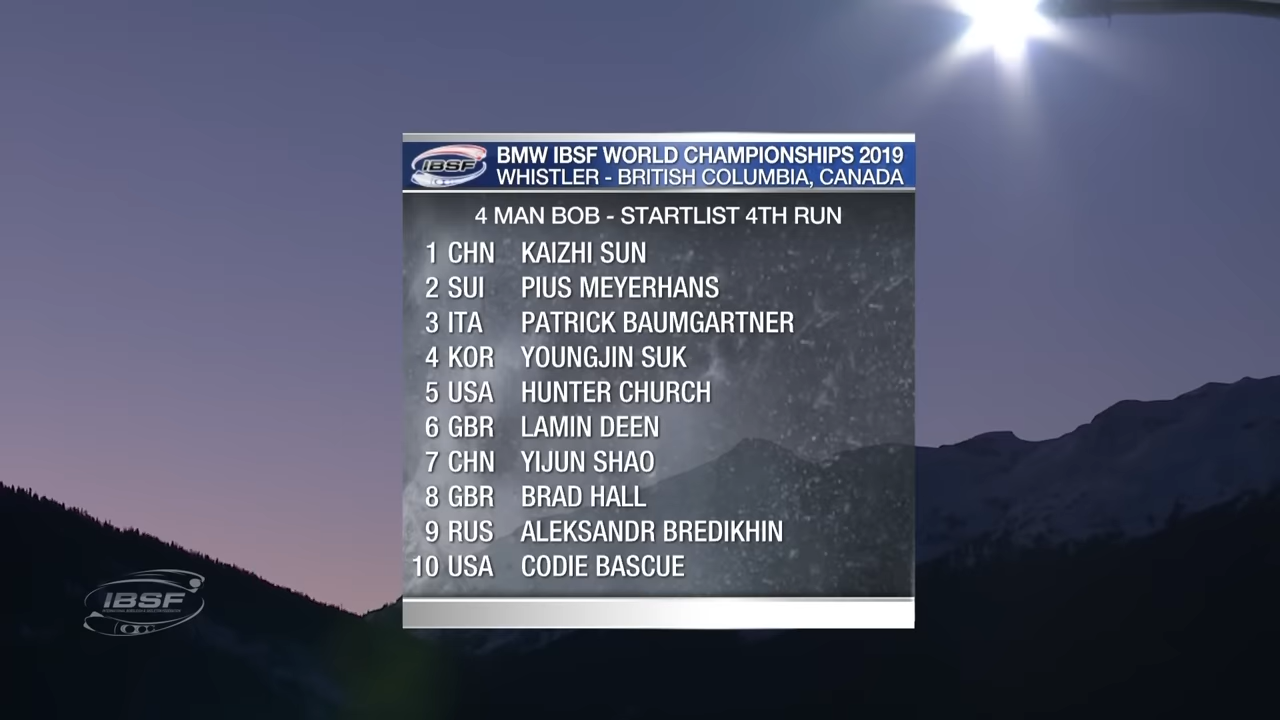 IBSF
BMW IBSF WORLD CHAMPIONSHIPS 2019
WHISTLER - BRITISH COLUMBIA, CANADA
4 MAN BOB - STARTLIST 4TH RUN
1 CHN KAIZHI SUN
2 SUI PIUS MEYERHANS
3 ITA PATRICK BAUMGARTNER
4 KOR YOUNGJIN SUK
5 USA HUNTER CHURCH
6 GBR LAMIN DEEN
7 CHN YIJUN SHAO
8 GBR BRAD HALL
9 RUS ALEKSANDR BREDIKHIN
10 USA CODIE BASCUE
IBSF